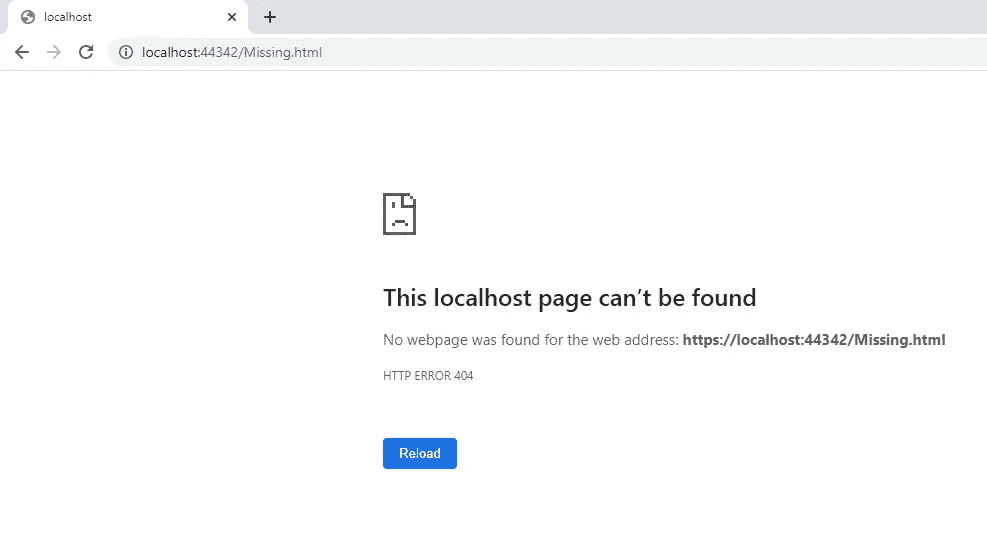 localhost
localhost:44342/Missing.html
This localhost page can’t be found
No webpage was found for the web address: https://localhost:44342/Missing.html
HTTP ERROR 404
Reload